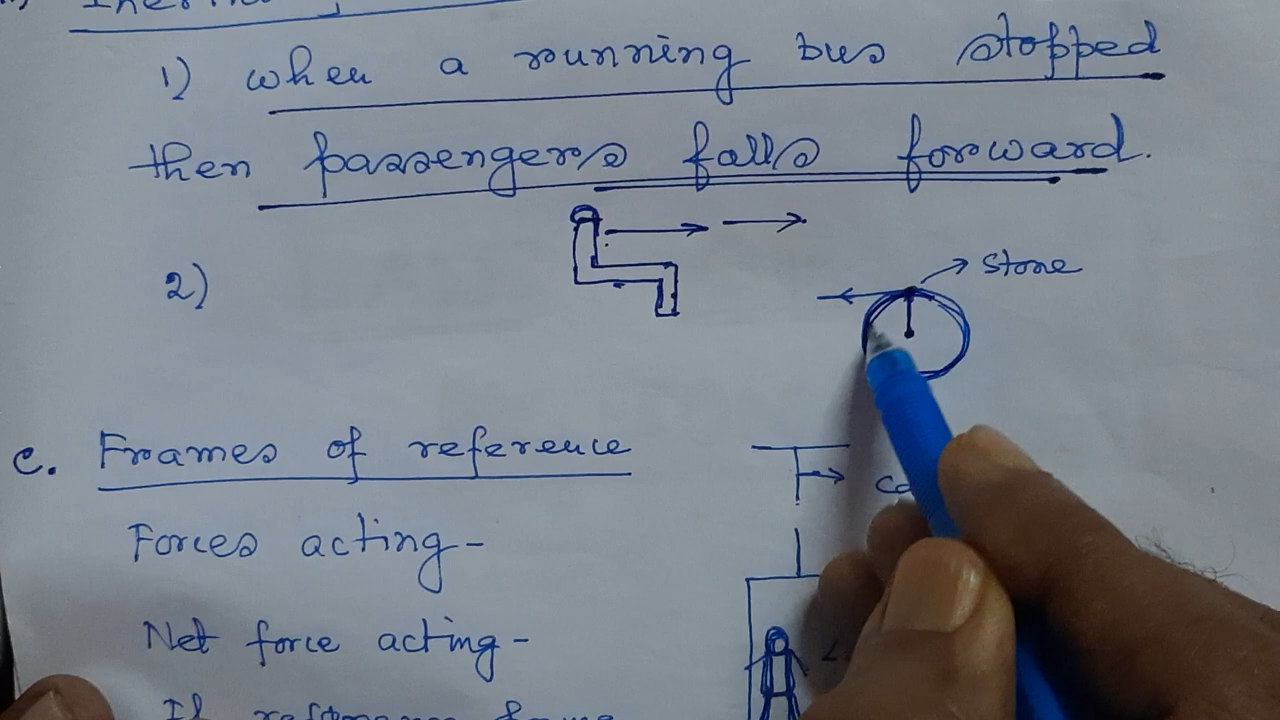 1) when a running bus stopped
then passengers falls forward.
2)
stone
c. Frames of reference
Forces acting-
Net force acting-
If